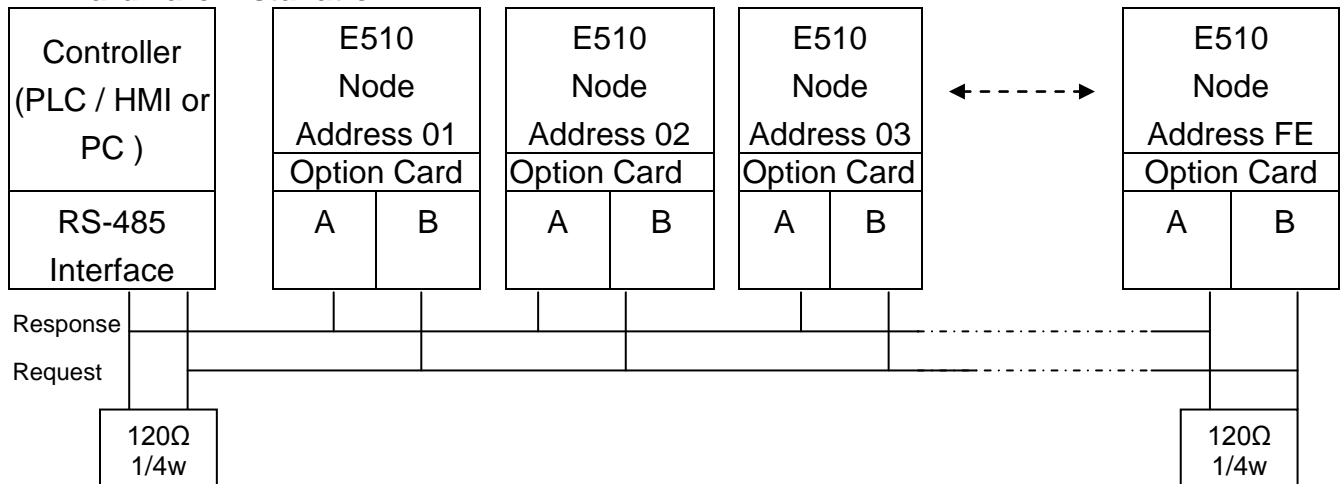 Controller
(PLC / HMI or
PC )
RS-485
Interface
E510
Node
Address 01
Option Card
A B
E510
Node
Address 02
Option Card
A B
E510
Node
Address 03
Option Card
A B
E510
Node
Address FE
Option Card
A B
Response
Request
120Ω
1/4w
120Ω
1/4w